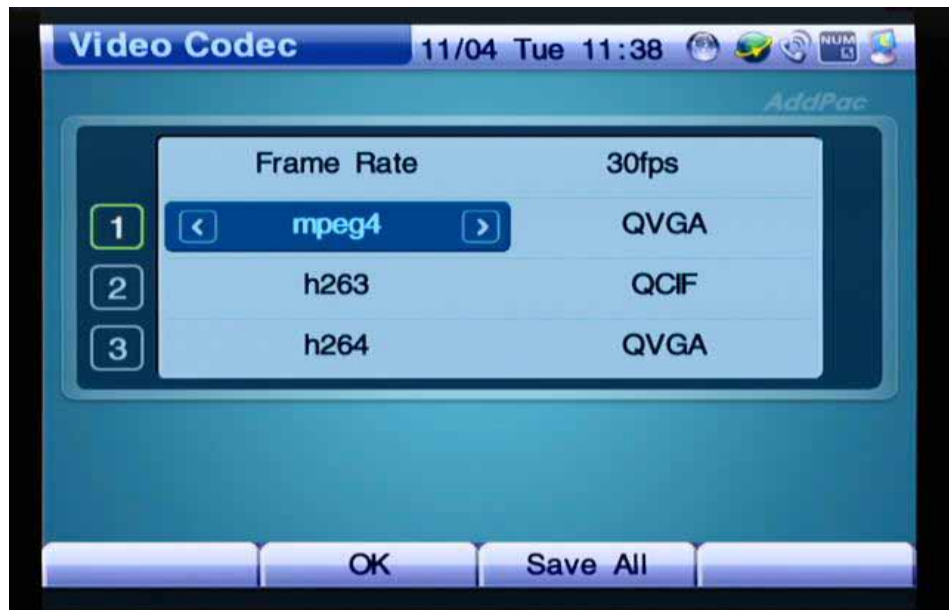 Video Codec 11/04 Tue 11:38 NUM
AddPac
Frame Rate 30fps
1 mpeg4 QVGA
2 h263 QCIF
3 h264 QVGA
OK Save All